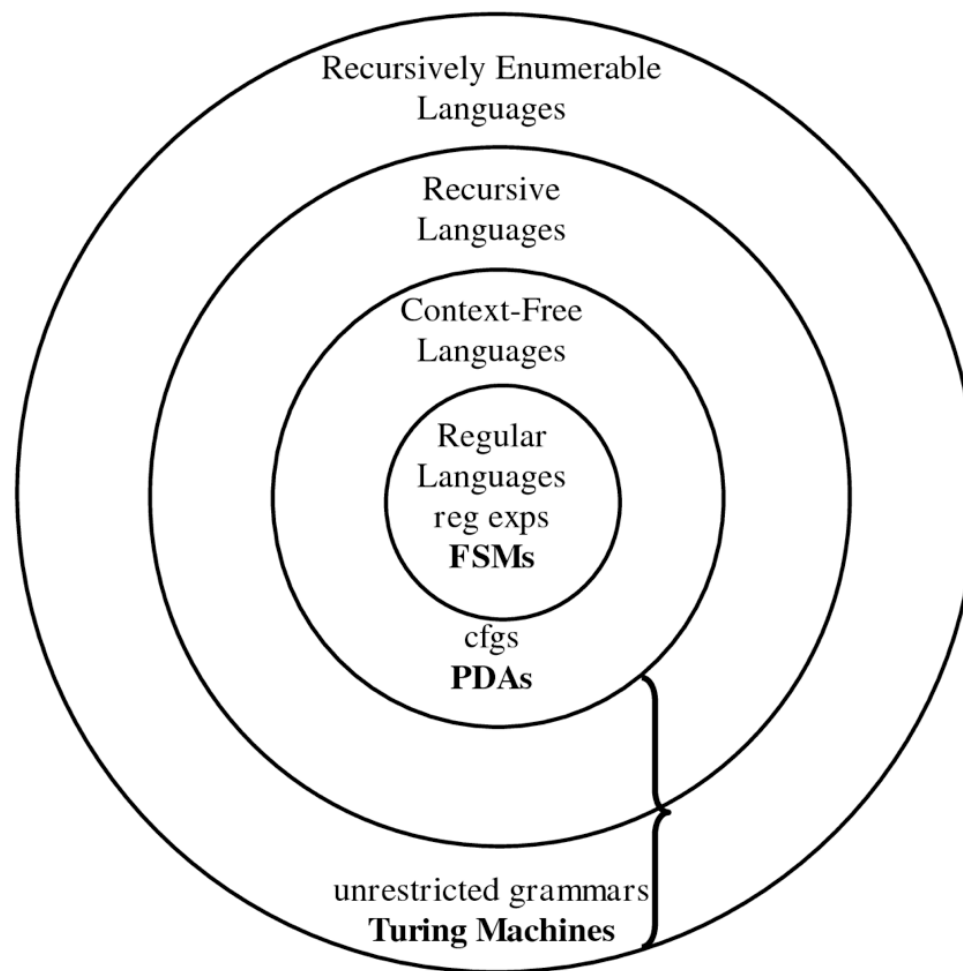 Recursively Enumerable
Languages
Recursive
Languages
Context-Free
Languages
Regular
Languages
reg exps
FSMs
cfgs
PDAs
unrestricted grammars
Turing Machines